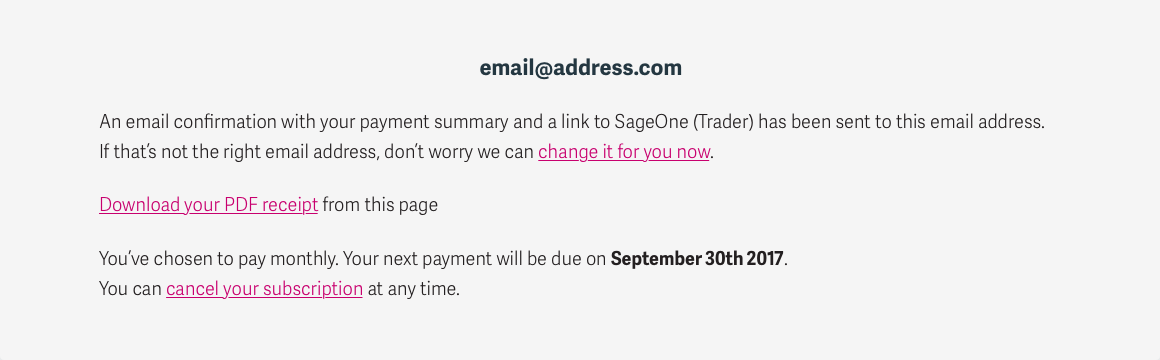 email@address.com
An email confirmation with your payment summary and a link to SageOne (Trader) has been sent to this email address.
If that’s not the right email address, don’t worry we can change it for you now.
Download your PDF receipt from this page
You’ve chosen to pay monthly. Your next payment will be due on September 30th 2017.
You can cancel your subscription at any time.